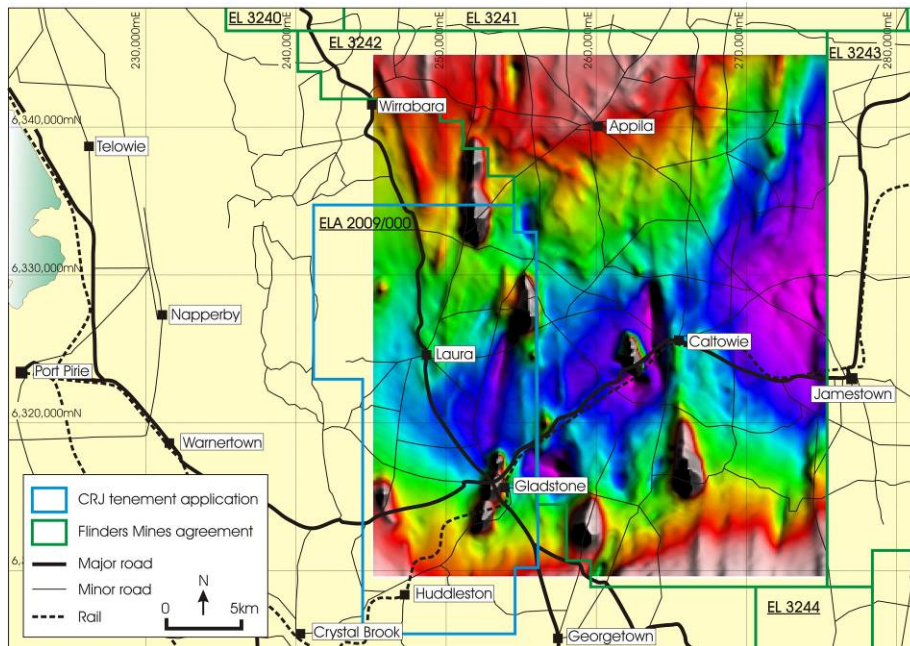 EL 3240
EL 3241
EL 3242
EL 3243
230,000mE
240,000mE
250,000mE
260,000mE
270,000mE
280,000mE
Wirrabara
6,340,000mN
Appila
Telowie
ELA 2009/000
6,330,000mN
Napperby
Caltowie
Laura
Port Pirie
Jamestown
6,320,000mN
Warnertown
Gladstone
CRJ tenement application
Flinders Mines agreement
Major road
Minor road
Rail
N
0 5km
Huddleston
EL 3244
Crystal Brook
Georgetown